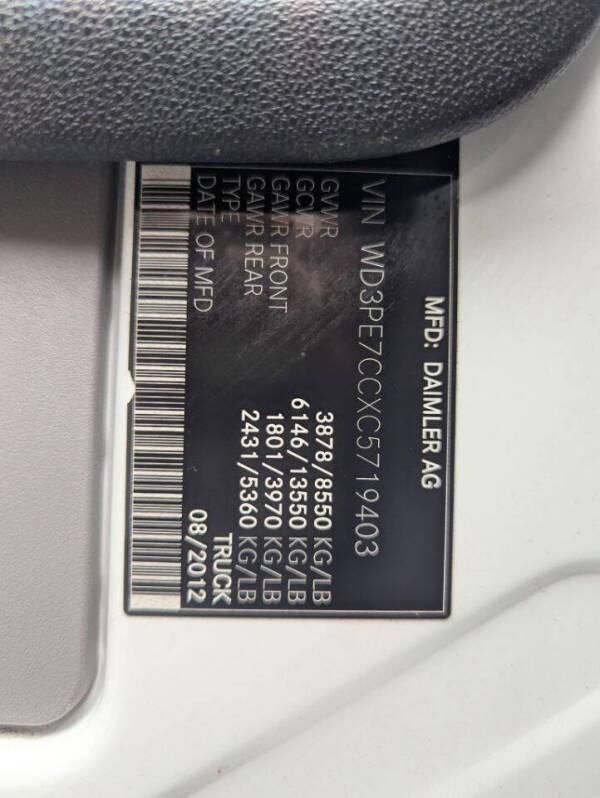 MFD: DAIMLER AG
VIN WD3PE7CCXC5719403
GVWR 3878/8550 KG/LB
GCWR 6146/13550 KG/LB
GAWR FRONT 1801/3970 KG/LB
GAWR REAR 2431/5360 KG/LB
TYPE TRUCK
DATE OF MFD 08/2012